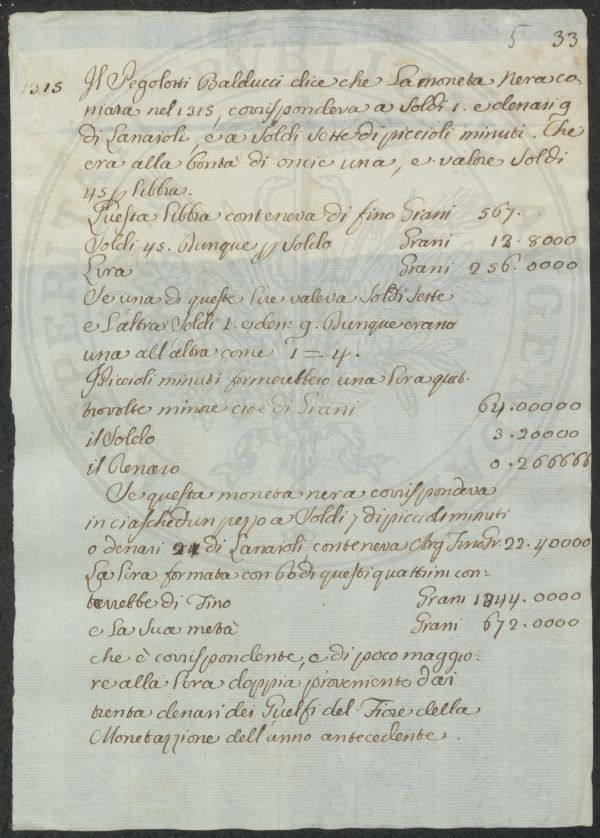 5 33
1315 Il Pegolotti Balducci dice che La moneta Nera co-
niata nel 1315, corrispondeva a Soldi 1. e denari 9
di Lanaioli, e a Soldi Sette di piccioli minuti. Che
era alla bontà di oncie una, e valore Soldi
45 p libbra.
Questa libbra conteneva di fino Grani 567.
Soldi 45. Dunque p Soldo Grani 12.8000
Lira Grani 256.0000
Se una di queste lire valeva Soldi Sette
e L'altra Soldi 1. e den: 9. Dunque erano
una all'altra come 1 = 4.
I Piccioli minuti formerebbero una lira quat-
trovolte minore cioè di Grani 64.00000
il Soldo 3.20000
il Denaro 0.266666
Se questa moneta nera corrispondeva
in ciaschedun pezzo a Soldi 7 di piccioli minuti
o denari 21 di Lanaioli, conteneva Arg. Fino Gr. 22.40000
La lira formata con 60 di questi quattrini con-
terrebbe di Fino Grani 1344.0000
e La Sua metà Grani 672.0000
che è corrispondente, e di poco maggio-
re alla lira doppia proveniente dai
trenta denari dei Guelfi del Fiore della
Monetazzione dell'anno antecedente.